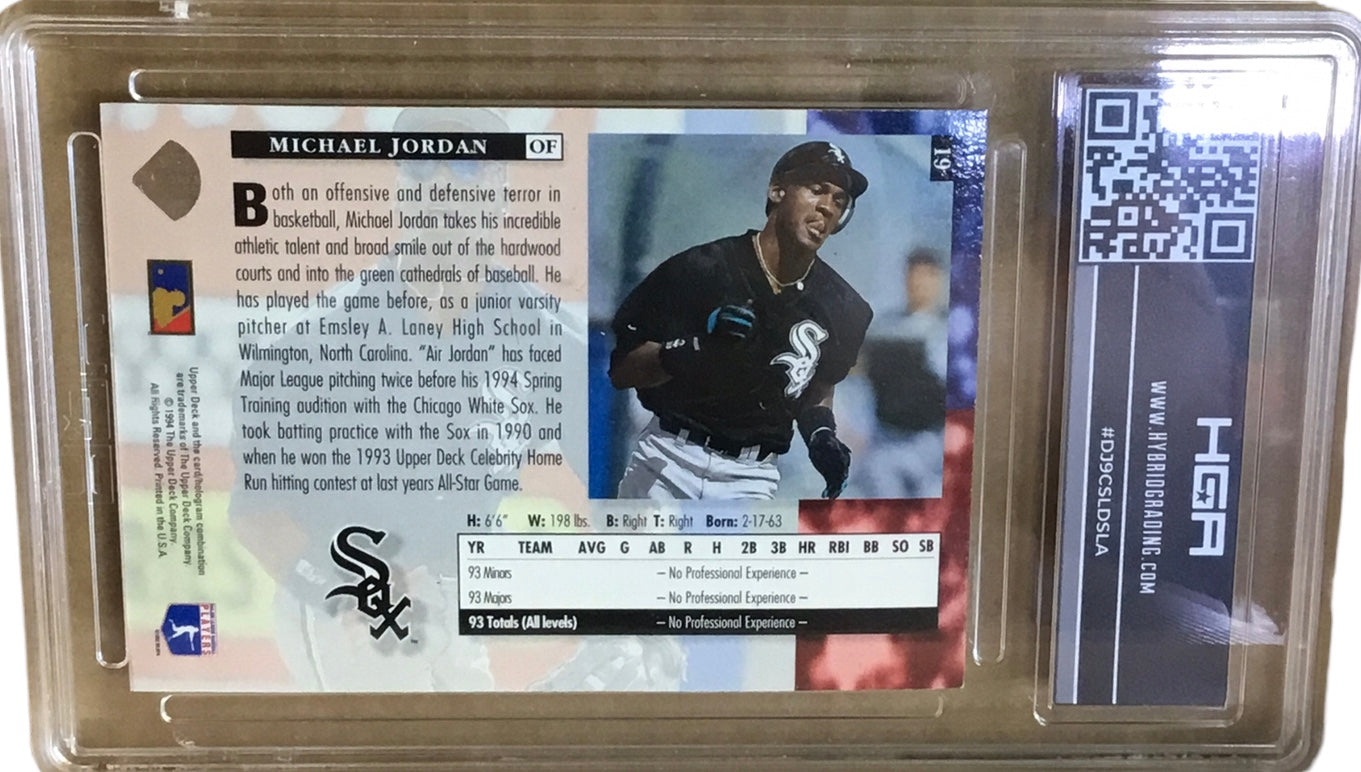 MICHAEL JORDAN OF
Both an offensive and defensive terror in
basketball, Michael Jordan takes his incredible
athletic talent and broad smile out of the hardwood
courts and into the green cathedrals of baseball. He
has played the game before, as a junior varsity
pitcher at Emsley A. Laney High School in
Wilmington, North Carolina. "Air Jordan" has faced
Major League pitching twice before his 1994 Spring
Training audition with the Chicago White Sox. He
took batting practice with the Sox in 1990 and
when he won the 1993 Upper Deck Celebrity Home
Run hitting contest at last years All-Star Game.
19
H: 6'6" W: 198 lbs. B: Right T: Right Born: 2-17-63
YR TEAM AVG G AB R H 2B 3B HR RBI BB SO SB
93 Minors – No Professional Experience –
93 Majors – No Professional Experience –
93 Totals (All levels) – No Professional Experience –
Sox
Upper Deck and the card/hologram combination
are trademarks of The Upper Deck Company.
© 1994 The Upper Deck Company.
All Rights Reserved. Printed in the U.S.A.
PLAYERS
HGA
WWW.HYBRIDGRADING.COM
#DJ9CSLDSLA